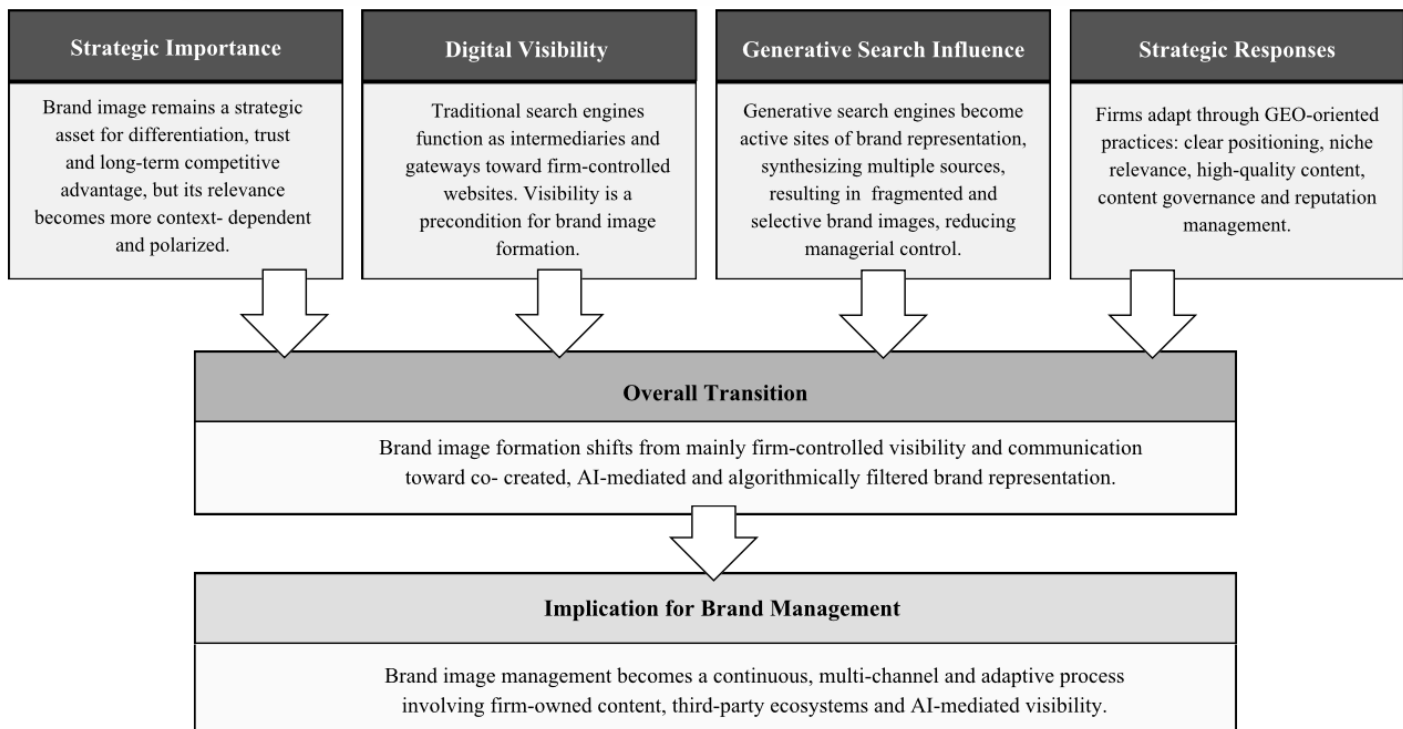 Strategic Importance
Brand image remains a strategic
asset for differentiation, trust
and long-term competitive
advantage, but its relevance
becomes more context- dependent
and polarized.
Digital Visibility
Traditional search engines
function as intermediaries and
gateways toward firm-controlled
websites. Visibility is a
precondition for brand image
formation.
Generative Search Influence
Generative search engines become
active sites of brand representation,
synthesizing multiple sources,
resulting in  fragmented and
selective brand images, reducing
managerial control.
Strategic Responses
Firms adapt through GEO-oriented
practices: clear positioning, niche
relevance, high-quality content,
content governance and reputation
management.
Overall Transition
Brand image formation shifts from mainly firm-controlled visibility and communication
toward co- created, AI-mediated and algorithmically filtered brand representation.
Implication for Brand Management
Brand image management becomes a continuous, multi-channel and adaptive process
involving firm-owned content, third-party ecosystems and AI-mediated visibility.